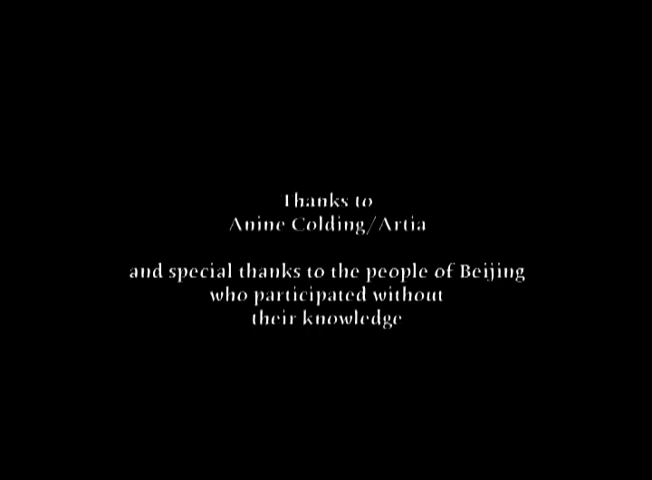 Thanks to
Anine Colding/Artia
and special thanks to the people of Beijing
who participated without
their knowledge